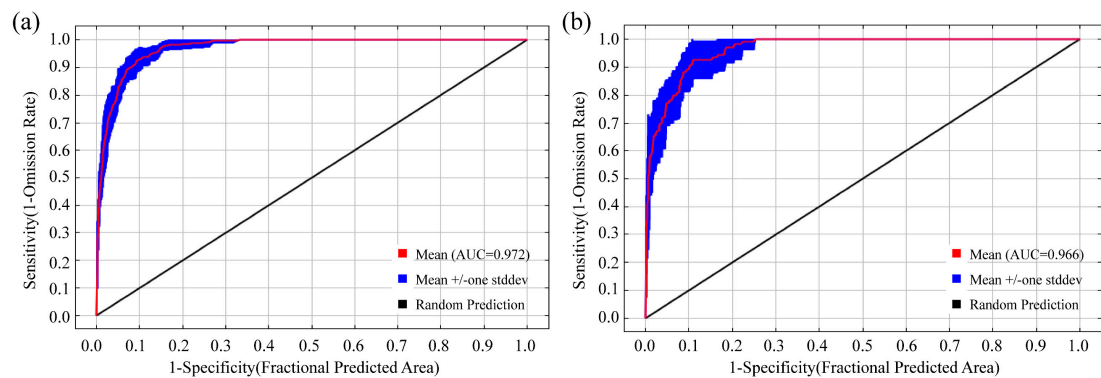 (a)
Sensitivity(1-Omission Rate)
1.0
0.9
0.8
0.7
0.6
0.5
0.4
0.3
0.2
0.1
0.0
Mean (AUC=0.972)
Mean +/-one stddev
Random Prediction
0.0 0.1 0.2 0.3 0.4 0.5 0.6 0.7 0.8 0.9 1.0
1-Specificity(Fractional Predicted Area)
(b)
Sensitivity(1-Omission Rate)
1.0
0.9
0.8
0.7
0.6
0.5
0.4
0.3
0.2
0.1
0.0
Mean (AUC=0.966)
Mean +/-one stddev
Random Prediction
0.0 0.1 0.2 0.3 0.4 0.5 0.6 0.7 0.8 0.9 1.0
1-Specificity(Fractional Predicted Area)